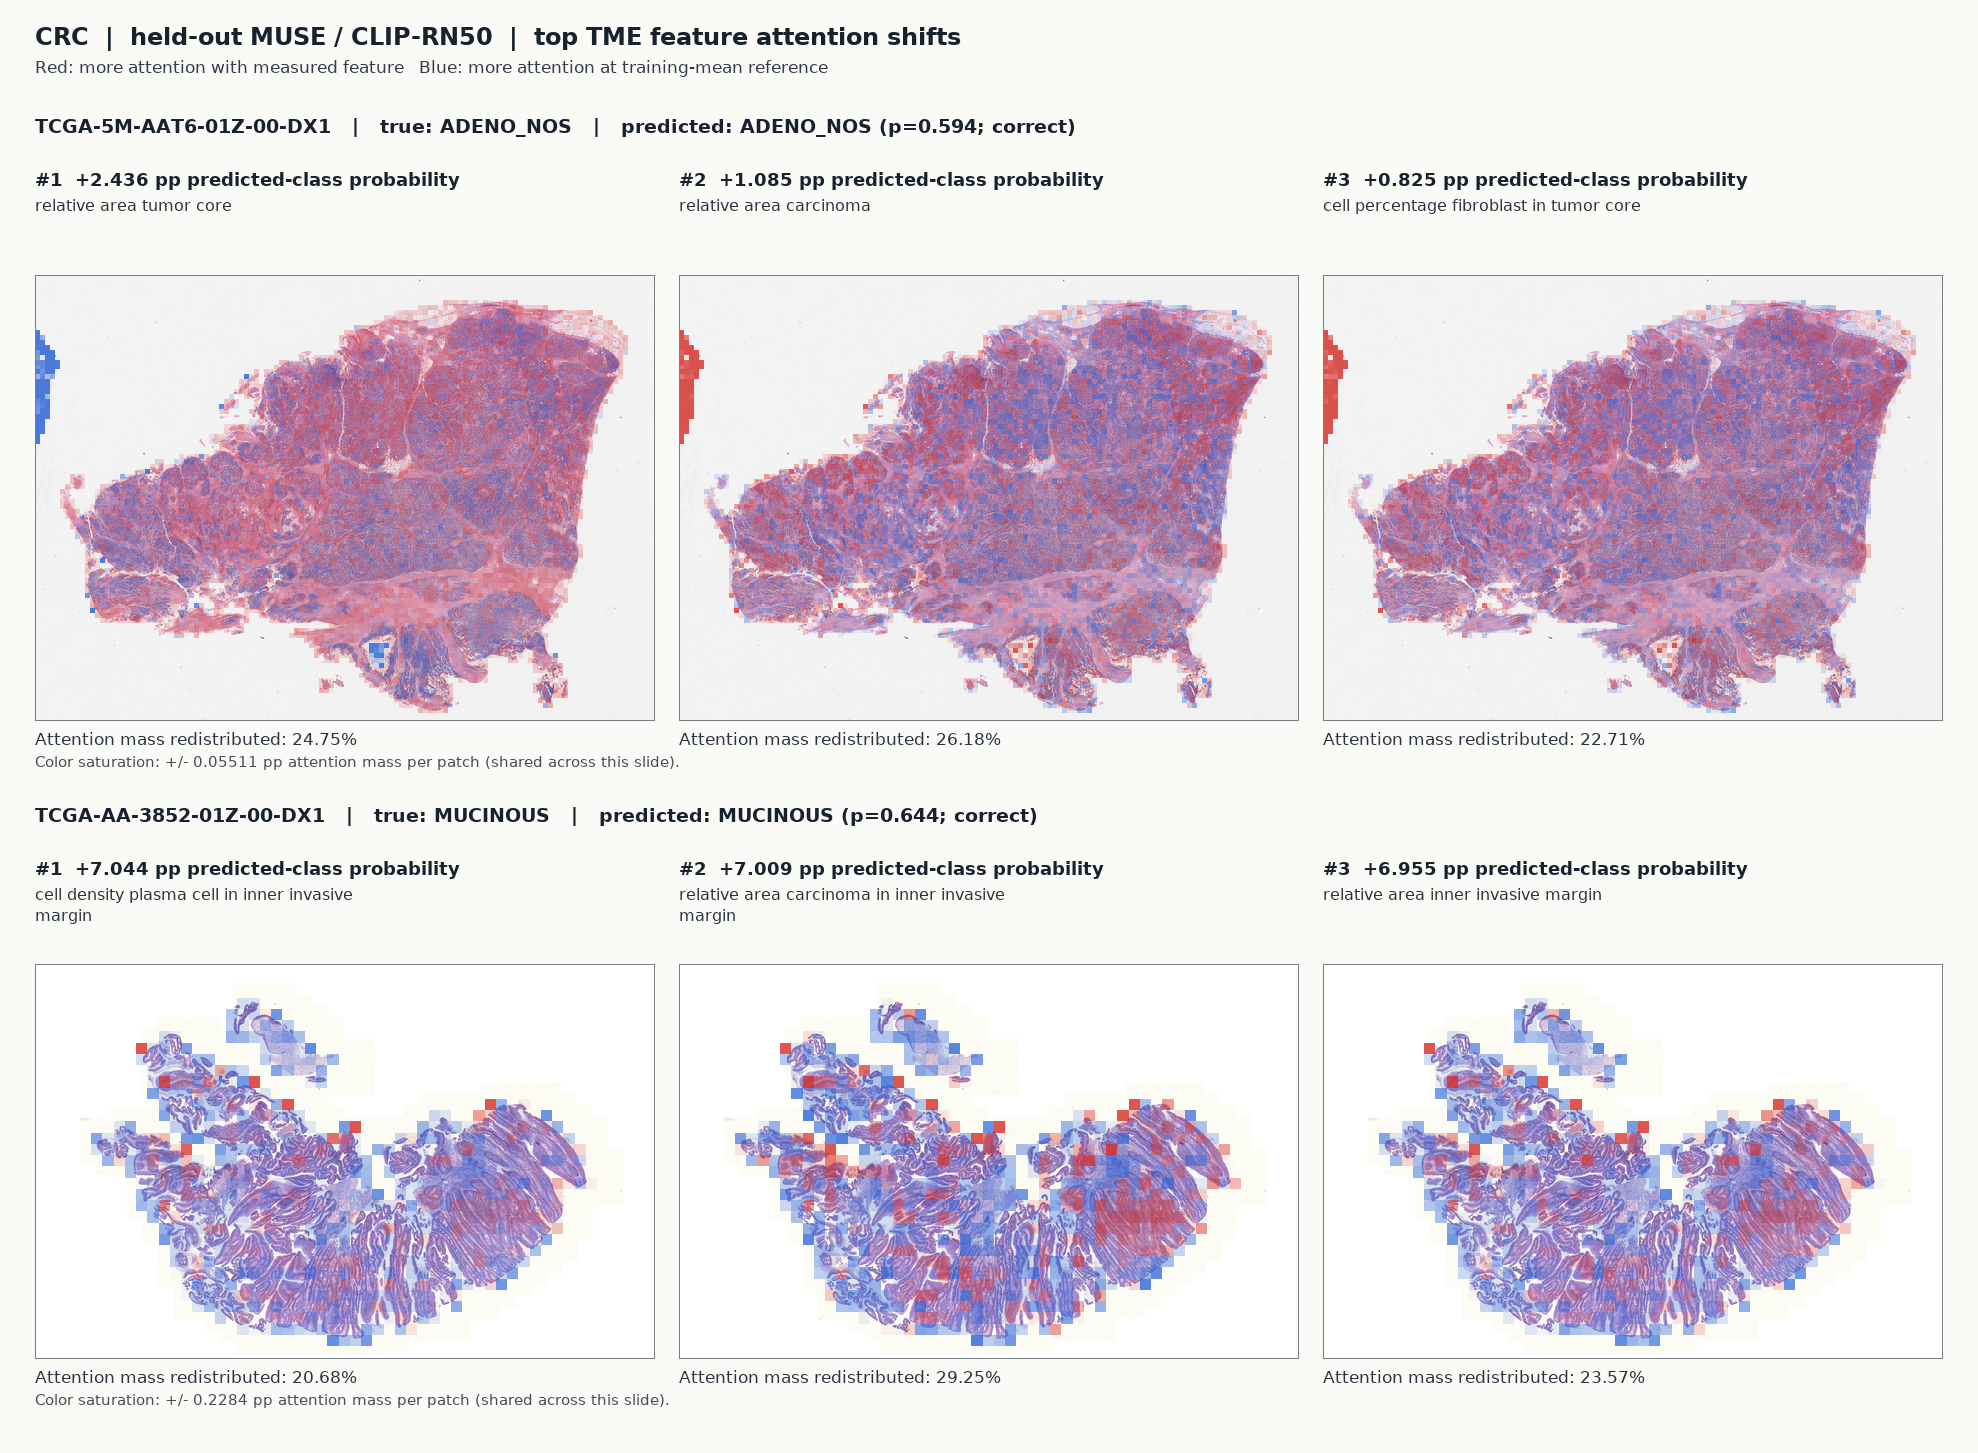 CRC | held-out MUSE / CLIP-RN50 | top TME feature attention shifts
Red: more attention with measured feature Blue: more attention at training-mean reference
TCGA-5M-AAT6-01Z-00-DX1 | true: ADENO_NOS | predicted: ADENO_NOS (p=0.594; correct)
#1 +2.436 pp predicted-class probability
relative area tumor core
#2 +1.085 pp predicted-class probability
relative area carcinoma
#3 +0.825 pp predicted-class probability
cell percentage fibroblast in tumor core
Attention mass redistributed: 24.75%
Attention mass redistributed: 26.18%
Attention mass redistributed: 22.71%
Color saturation: +/- 0.05511 pp attention mass per patch (shared across this slide).
TCGA-AA-3852-01Z-00-DX1 | true: MUCINOUS | predicted: MUCINOUS (p=0.644; correct)
#1 +7.044 pp predicted-class probability
cell density plasma cell in inner invasive
margin
#2 +7.009 pp predicted-class probability
relative area carcinoma in inner invasive
margin
#3 +6.955 pp predicted-class probability
relative area inner invasive margin
Attention mass redistributed: 20.68%
Attention mass redistributed: 29.25%
Attention mass redistributed: 23.57%
Color saturation: +/- 0.2284 pp attention mass per patch (shared across this slide).